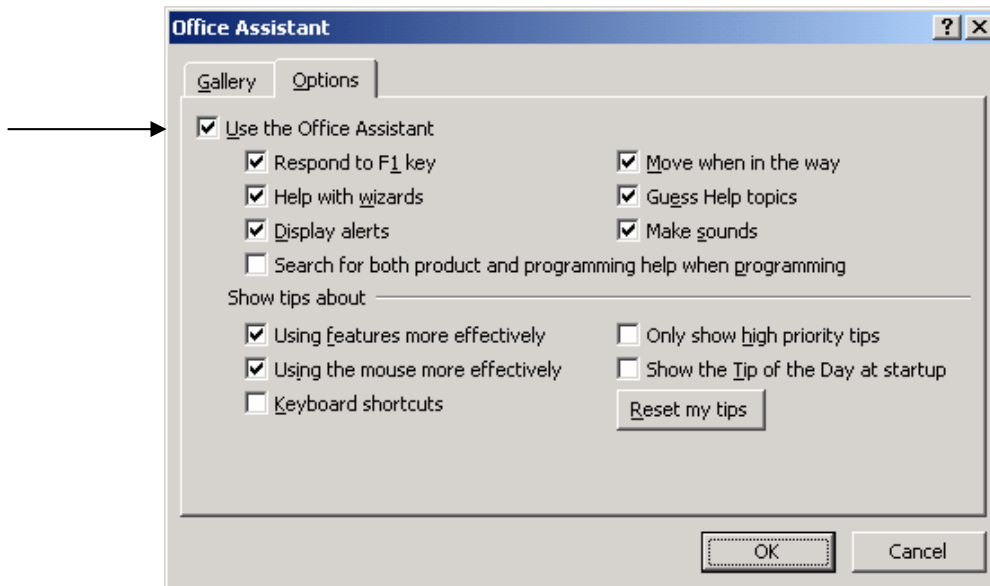 Office Assistant
Gallery Options
Use the Office Assistant
Respond to F1 key Move when in the way
Help with wizards Guess Help topics
Display alerts Make sounds
Search for both product and programming help when programming
Show tips about
Using features more effectively Only show high priority tips
Using the mouse more effectively Show the Tip of the Day at startup
Keyboard shortcuts Reset my tips
OK Cancel